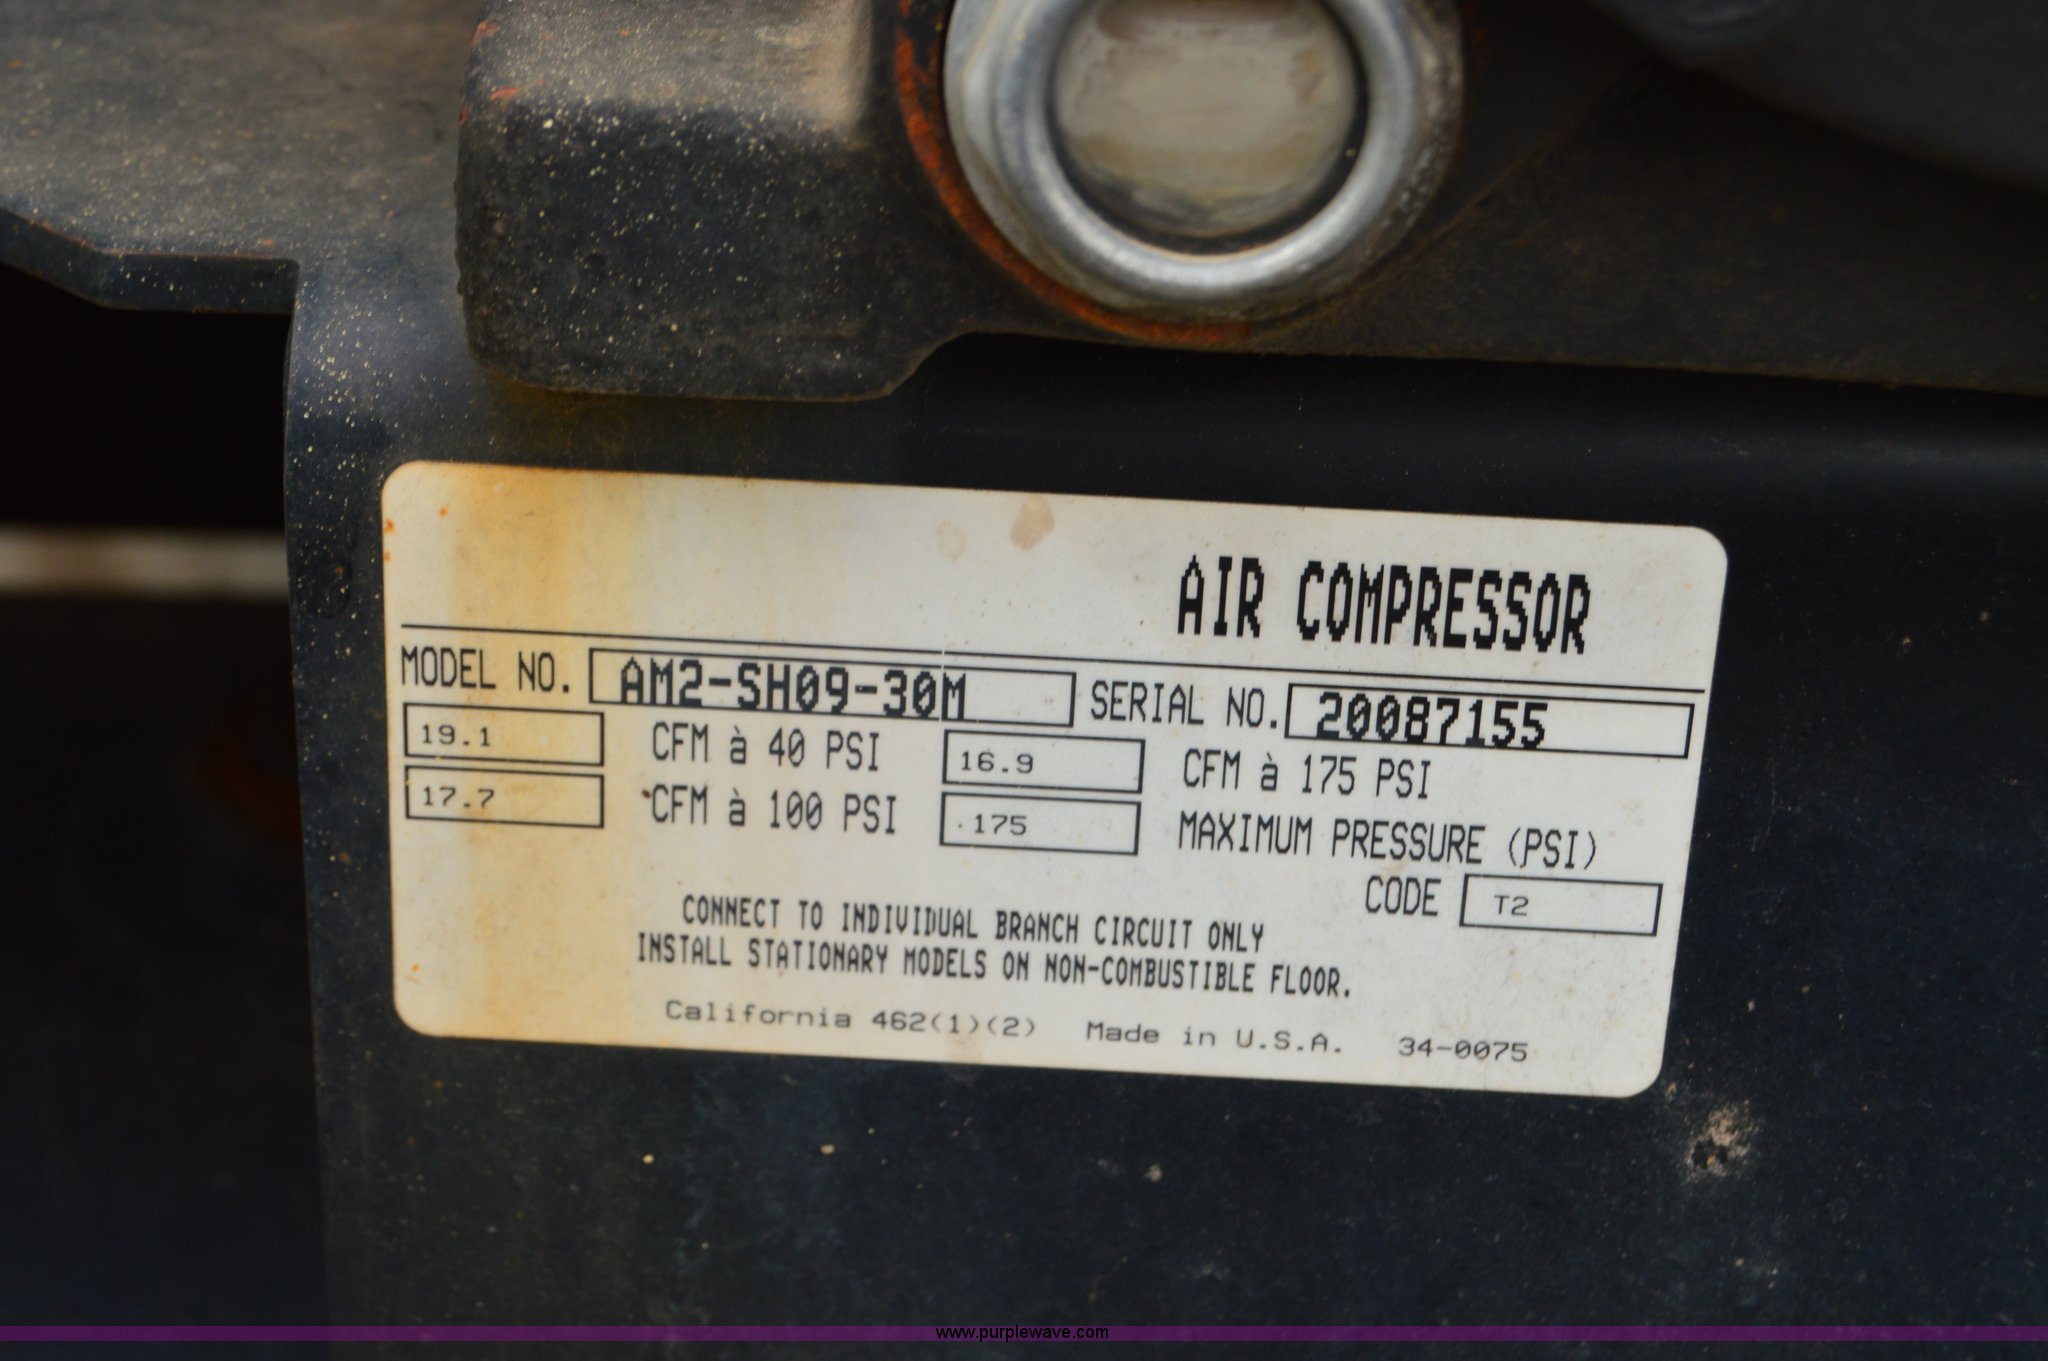 AIR COMPRESSOR
MODEL NO. AM2-SH09-30M SERIAL NO. 20087155
19.1 CFM à 40 PSI 16.9 CFM à 175 PSI
17.7 CFM à 100 PSI 175 MAXIMUM PRESSURE (PSI)
CODE T2
CONNECT TO INDIVIDUAL BRANCH CIRCUIT ONLY
INSTALL STATIONARY MODELS ON NON-COMBUSTIBLE FLOOR.
California 462(1)(2) Made in U.S.A. 34-0075
www.purplewave.com